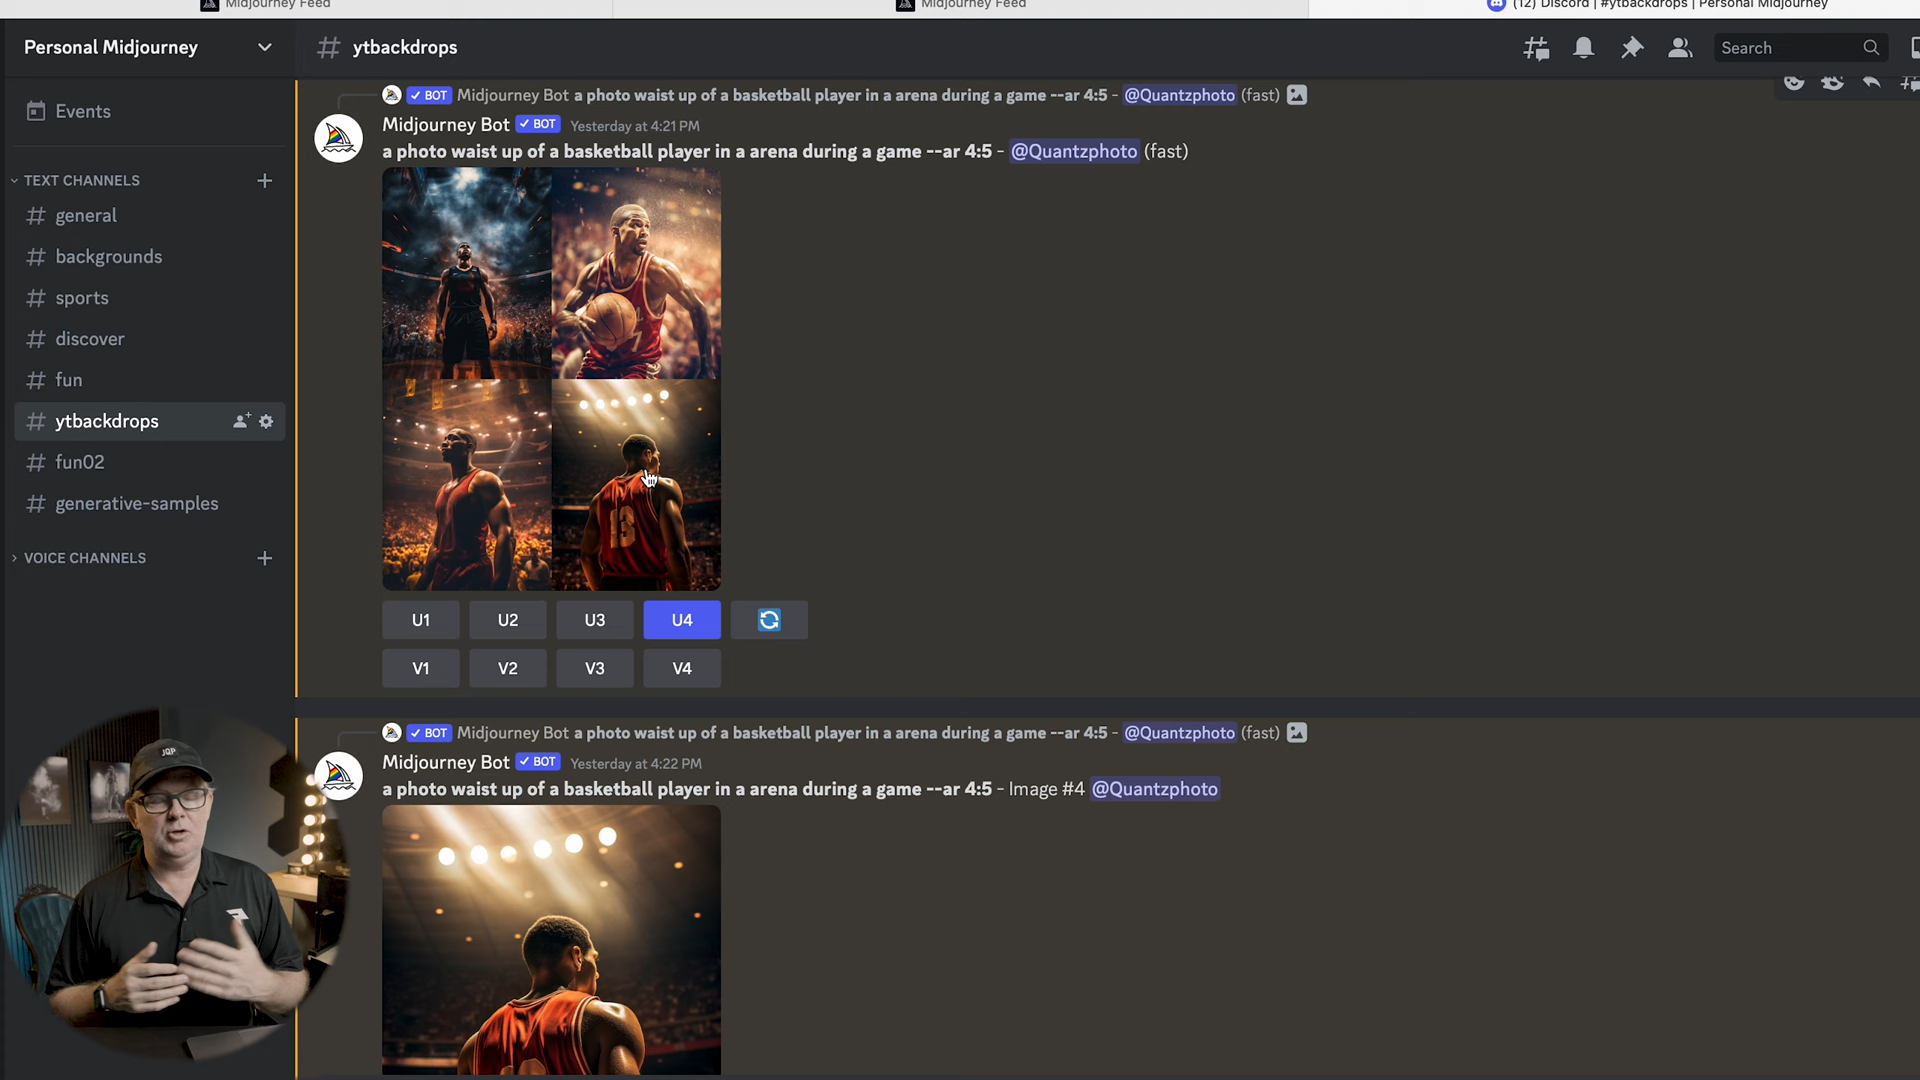 Midjourney Feed
Midjourney Feed
(12) Discord | #ytbackdrops | Personal Midjourney
Personal Midjourney
# ytbackdrops
Search
Events
TEXT CHANNELS
# general
# backgrounds
# sports
# discover
# fun
# ytbackdrops
# fun02
# generative-samples
VOICE CHANNELS
✓ BOT Midjourney Bot a photo waist up of a basketball player in a arena during a game --ar 4:5 - @Quantzphoto (fast)
Midjourney Bot ✓ BOT Yesterday at 4:21 PM
a photo waist up of a basketball player in a arena during a game --ar 4:5 - @Quantzphoto (fast)
13
U1 U2 U3 U4
V1 V2 V3 V4
✓ BOT Midjourney Bot a photo waist up of a basketball player in a arena during a game --ar 4:5 - @Quantzphoto (fast)
Midjourney Bot ✓ BOT Yesterday at 4:22 PM
a photo waist up of a basketball player in a arena during a game --ar 4:5 - Image #4 @Quantzphoto
JQP